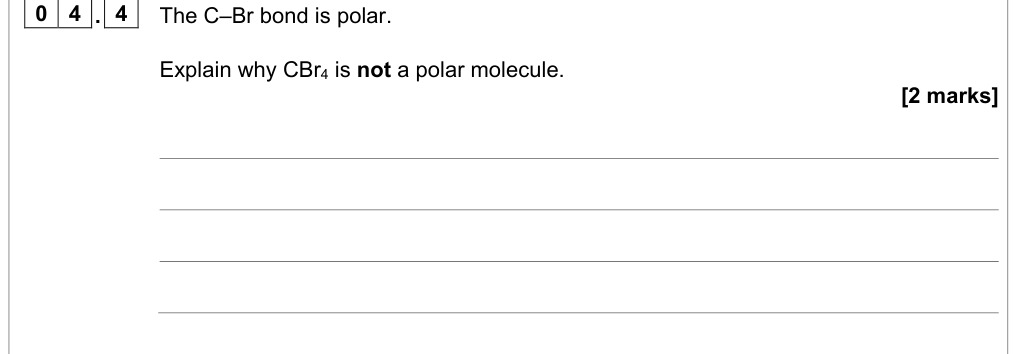 0 4 . 4 The C–Br bond is polar.
Explain why CBr₄ is not a polar molecule.
[2 marks]